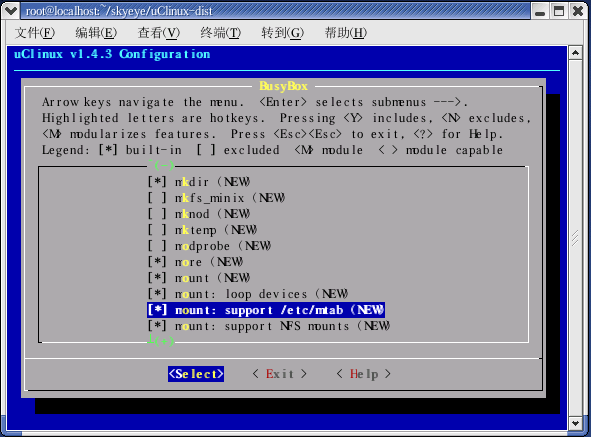 root@localhost:~/skyeye/uClinux-dist
文件(F) 编辑(E) 查看(V) 终端(T) 转到(G) 帮助(H)
uClinux v1.4.3 Configuration
BusyBox
Arrow keys navigate the menu. <Enter> selects submenus --->.
Highlighted letters are hotkeys. Pressing <Y> includes, <N> excludes,
<M> modularizes features. Press <Esc><Esc> to exit, <?> for Help.
Legend: [*] built-in [ ] excluded <M> module < > module capable
^(-)
[*] mkdir (NEW)
[ ] mkfs_minix (NEW)
[ ] mknod (NEW)
[ ] mktemp (NEW)
[ ] modprobe (NEW)
[*] more (NEW)
[*] mount (NEW)
[*] mount: loop devices (NEW)
[*] mount: support /etc/mtab (NEW)
[*] mount: support NFS mounts (NEW)
v(+)
<Select> < Exit > < Help >